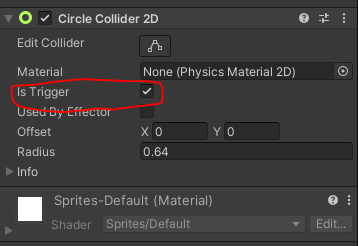 Circle Collider 2D
Edit Collider
Material None (Physics Material 2D)
Is Trigger
Used By Effector
Offset X 0 Y 0
Radius 0.64
Info
Sprites-Default (Material)
Shader Sprites/Default Edit...